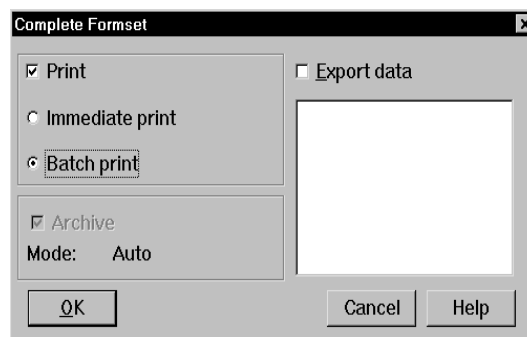 Complete Formset
Print
Export data
Immediate print
Batch print
Archive
Mode: Auto
OK
Cancel
Help